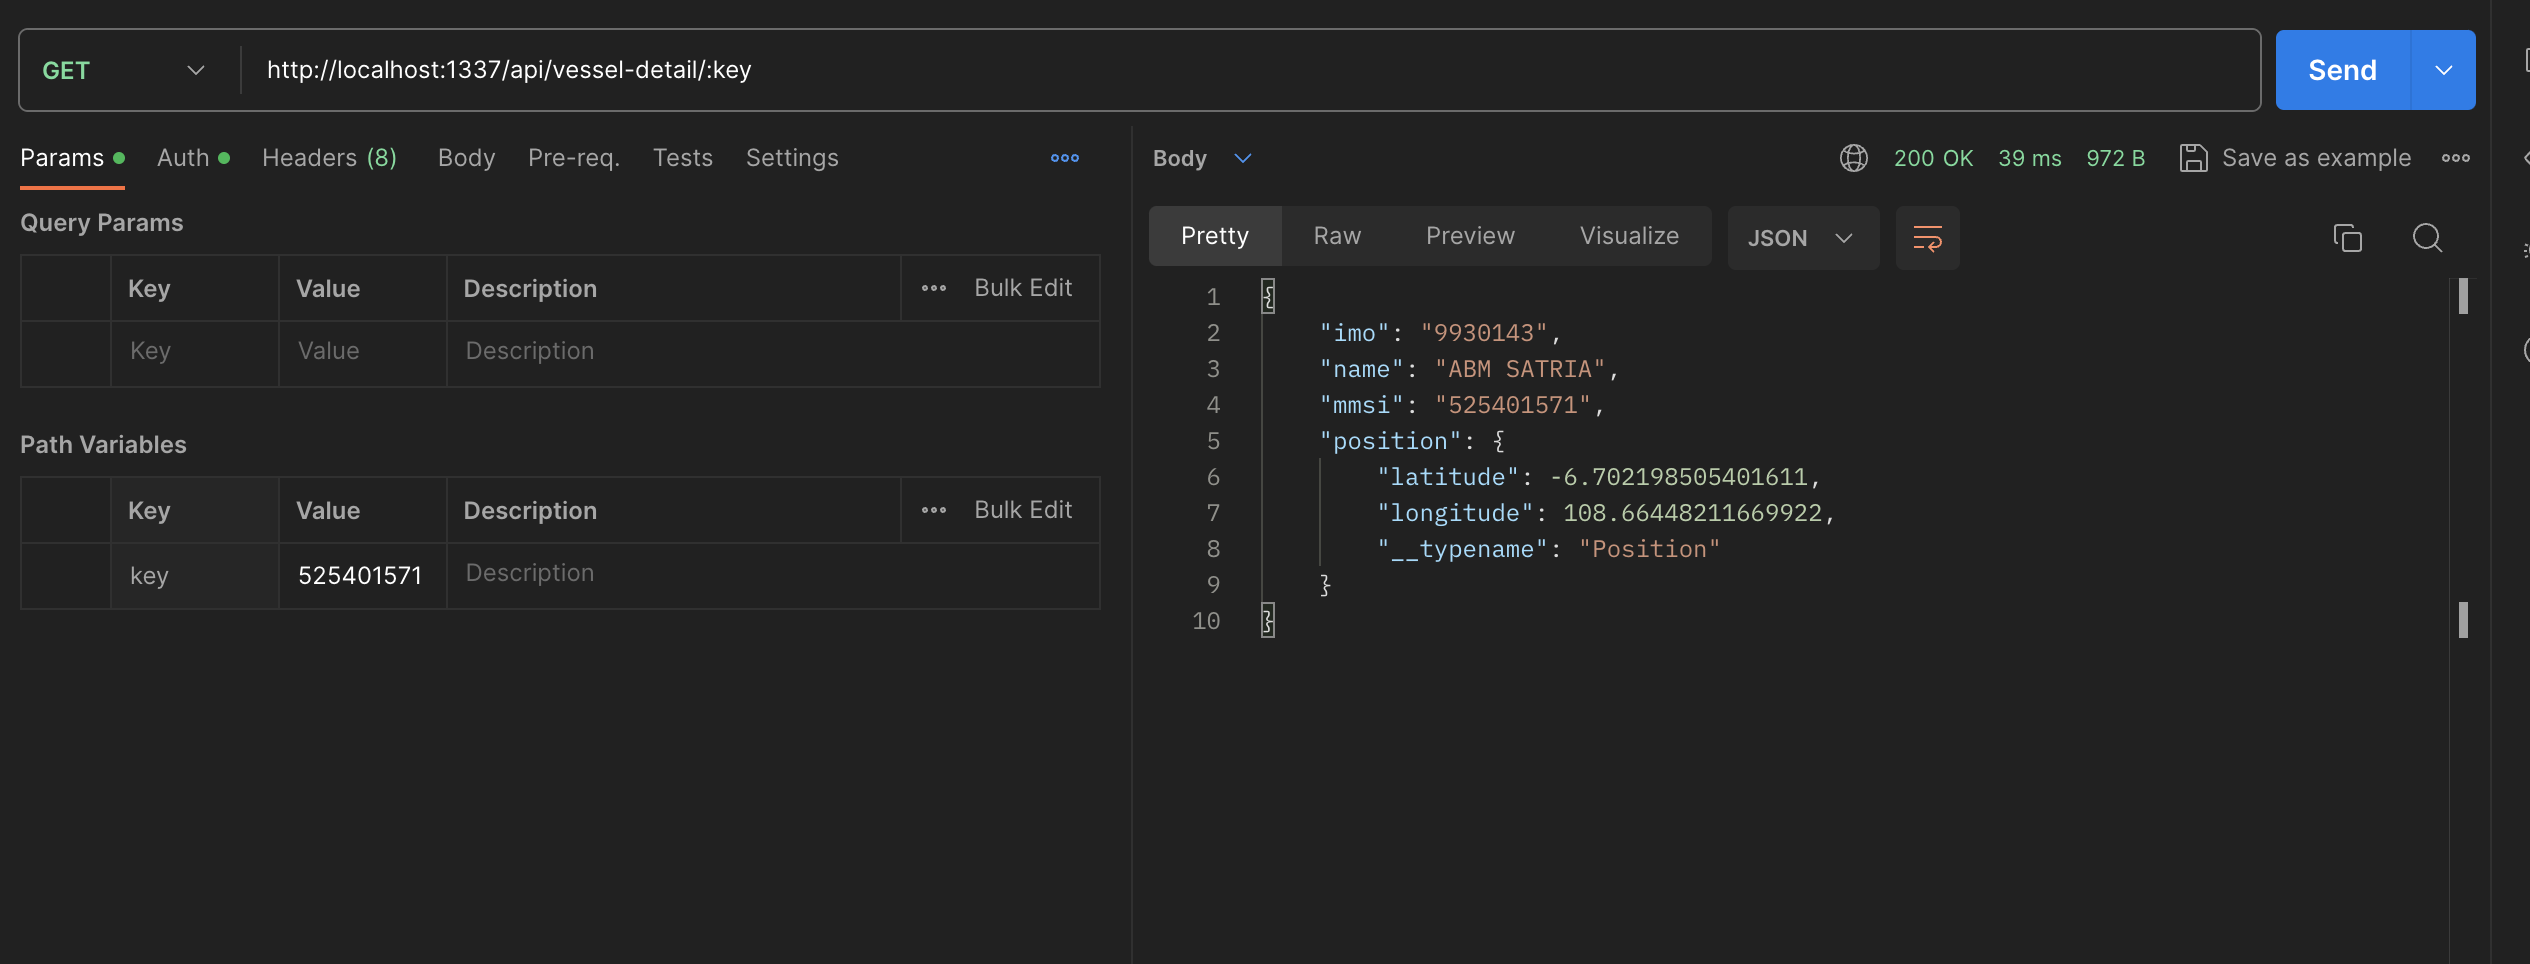 GET http://localhost:1337/api/vessel-detail/:key Send
Params Auth Headers (8) Body Pre-req. Tests Settings
Query Params
Key Value Description Bulk Edit
Key Value Description
Path Variables
Key Value Description Bulk Edit
key 525401571 Description
Body 200 OK 39 ms 972 B Save as example
Pretty Raw Preview Visualize JSON
1 {
2 "imo": "9930143",
3 "name": "ABM SATRIA",
4 "mmsi": "525401571",
5 "position": {
6 "latitude": -6.702198505401611,
7 "longitude": 108.66448211669922,
8 "__typename": "Position"
9 }
10 }